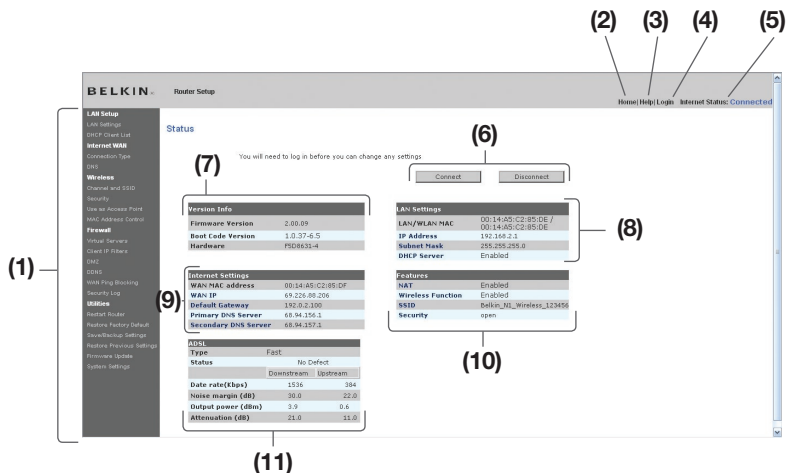 (2) (3) (4) (5)
BELKIN® Router Setup
Home|Help|Login Internet Status: Connected
(1)
LAN Setup
LAN Settings
DHCP Client List
Internet WAN
Connection Type
DNS
Wireless
Channel and SSID
Security
Use as Access Point
MAC Address Control
Firewall
Virtual Servers
Client IP Filters
DMZ
DDNS
WAN Ping Blocking
Security Log
Utilities
Restart Router
Restore Factory Default
Save/Backup Settings
Restore Previous Settings
Firmware Update
System Settings
Status
You will need to log in before you can change any settings
(6)
Connect Disconnect
(7)
Version Info
Firmware Version 2.00.09
Boot Code Version 1.0.37-6.5
Hardware F5D8631-4
LAN Settings
LAN/WLAN MAC 00:14:A5:C2:85:DE /
00:14:A5:C2:85:DE
IP Address 192.168.2.1
Subnet Mask 255.255.255.0
DHCP Server Enabled
(8)
(9)
Internet Settings
WAN MAC address 00:14:A5:C2:85:DF
WAN IP 69.226.88.206
Default Gateway 192.0.2.100
Primary DNS Server 68.94.156.1
Secondary DNS Server 68.94.157.1
Features
NAT Enabled
Wireless Function Enabled
SSID Belkin_N1_Wireless_123456
Security open
(10)
ADSL
Type Fast
Status No Defect
Downstream Upstream
Date rate(Kbps) 1536 384
Noise margin (dB) 30.0 22.0
Output power (dBm) 3.9 0.6
Attenuation (dB) 21.0 11.0
(11)